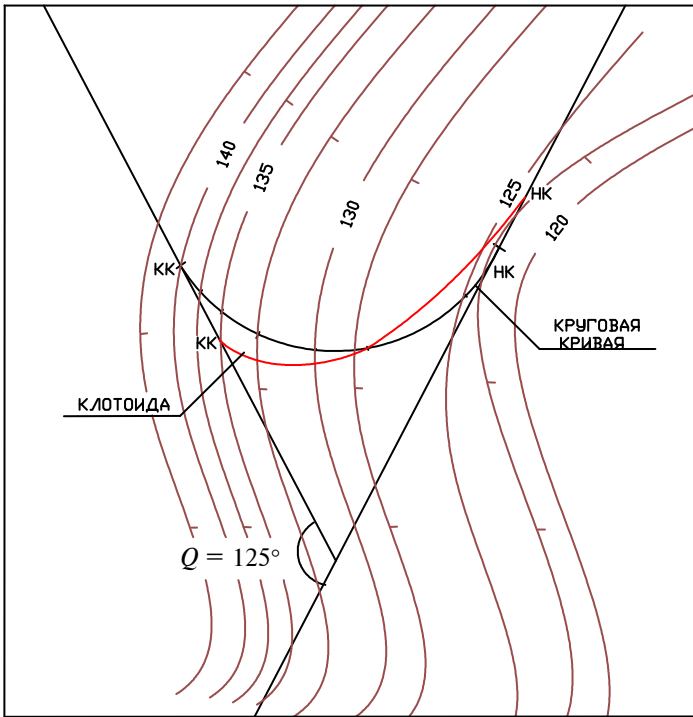 140
135
130
125
НК
120
КК
НК
КРУГОВАЯ
КРИВАЯ
КК
КЛОТОИДА
Q = 125°